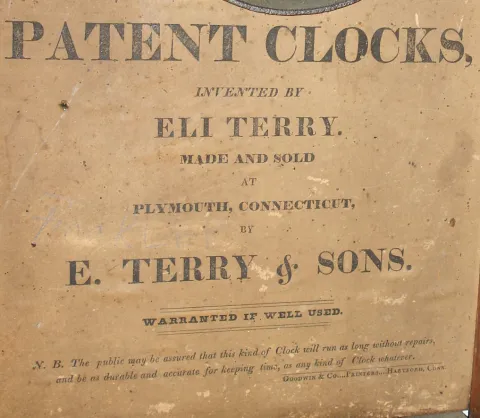 PATENT CLOCKS,
INVENTED BY
ELI TERRY.
MADE AND SOLD
AT
PLYMOUTH, CONNECTICUT,
BY
E. TERRY & SONS.
WARRANTED IF WELL USED.
N. B. The public may be assured that this kind of Clock will run as long without repairs,
and be as durable and accurate for keeping time, as any kind of Clock whatever.
GOODWIN & CO....PRINTERS...HARTFORD, CONN.